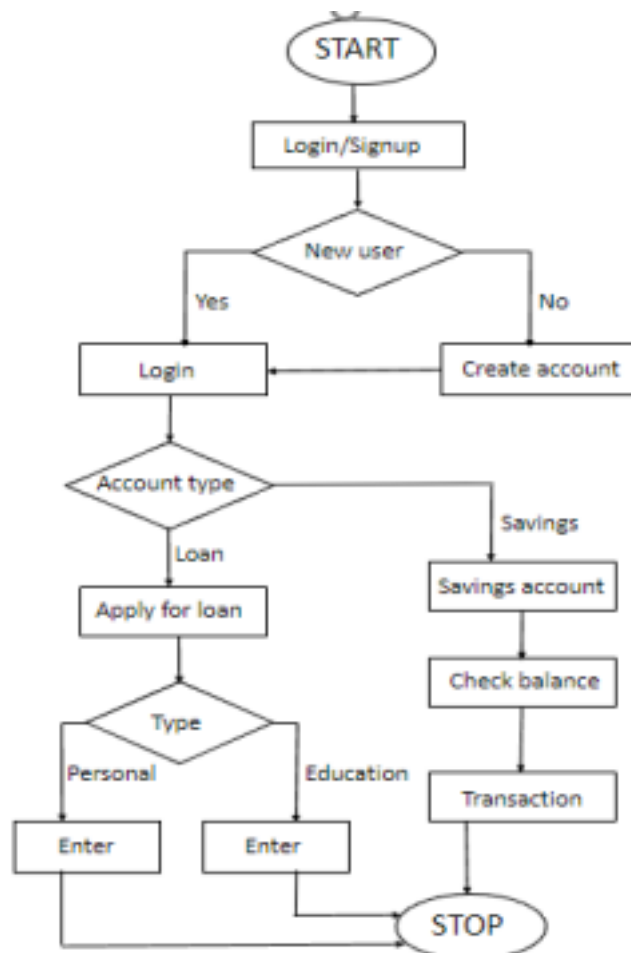 START
Login/Signup
New user
Yes
No
Login
Create account
Account type
Savings
Loan
Savings account
Apply for loan
Check balance
Type
Personal
Education
Transaction
Enter
Enter
STOP